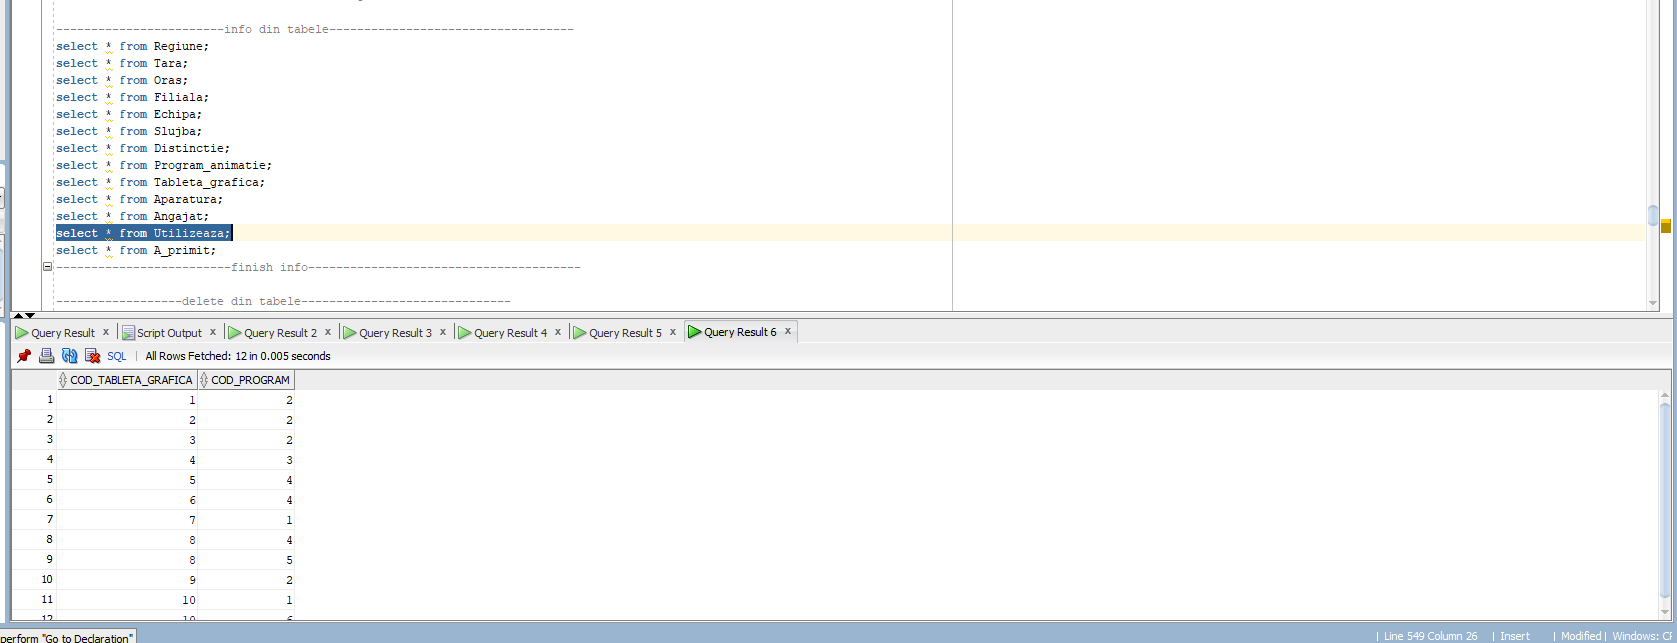 ------------------------info din tabele-----------------------------------
select * from Regiune;
select * from Tara;
select * from Oras;
select * from Filiala;
select * from Echipa;
select * from Slujba;
select * from Distinctie;
select * from Program_animatie;
select * from Tableta_grafica;
select * from Aparatura;
select * from Angajat;
select * from Utilizeaza;
select * from A_primit;
-------------------------finish info---------------------------------------
------------------delete din tabele------------------------------
Query Result x Script Output x Query Result 2 x Query Result 3 x Query Result 4 x Query Result 5 x Query Result 6 x
SQL | All Rows Fetched: 12 in 0.005 seconds
COD_TABLETA_GRAFICA COD_PROGRAM
1 1 2
2 2 2
3 3 2
4 4 3
5 5 4
6 6 4
7 7 1
8 8 4
9 8 5
10 9 2
11 10 1
12 10 6
perform "Go to Declaration"
| Line 549 Column 26 | Insert | Modified | Windows: